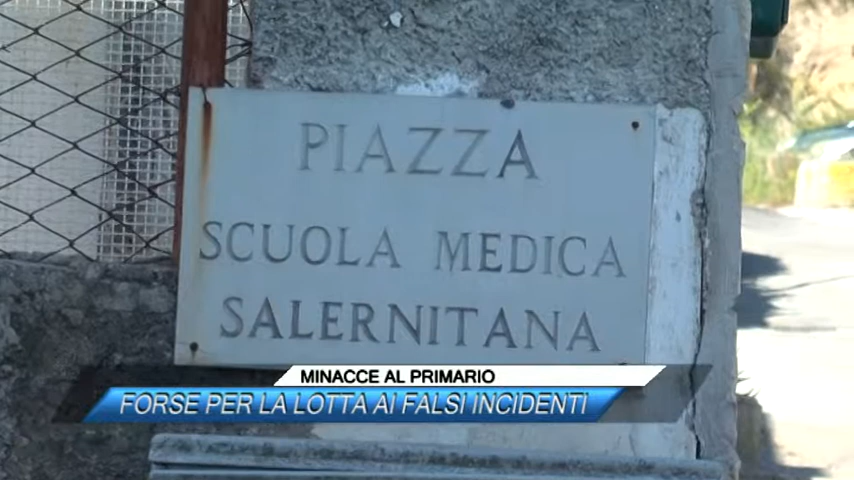 PIAZZA
SCUOLA MEDICA
SALERNITANA
MINACCE AL PRIMARIO
FORSE PER LA LOTTA AI FALSI INCIDENTI